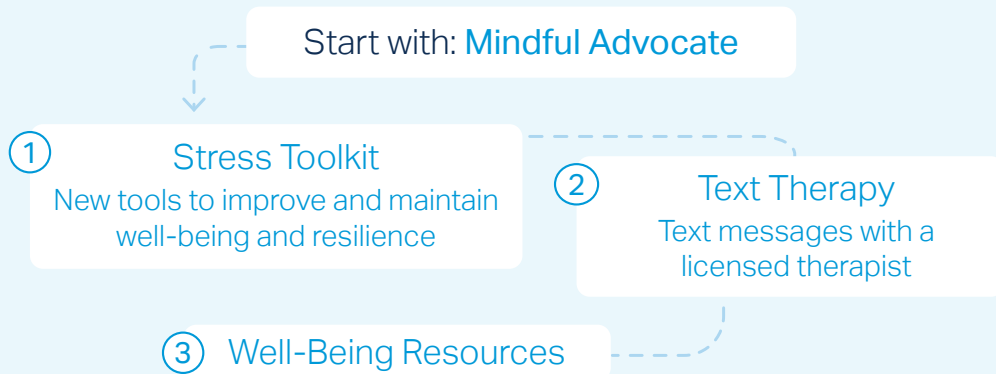 Start with: Mindful Advocate
1
Stress Toolkit
New tools to improve and maintain
well-being and resilience
2
Text Therapy
Text messages with a
licensed therapist
3 Well-Being Resources